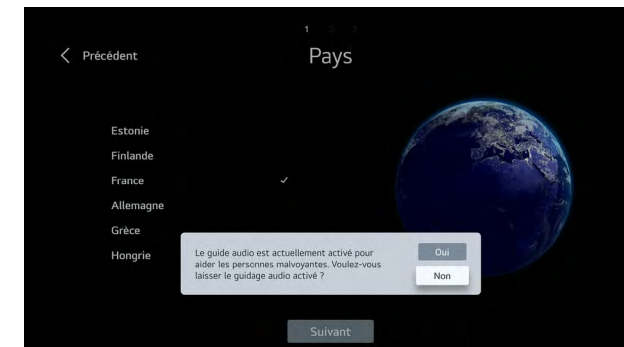 1 2 3
Précédent
Pays
Estonie
Finlande
France
Allemagne
Grèce
Hongrie
Le guide audio est actuellement activé pour
aider les personnes malvoyantes. Voulez-vous
laisser le guidage audio activé ?
Oui
Non
Suivant